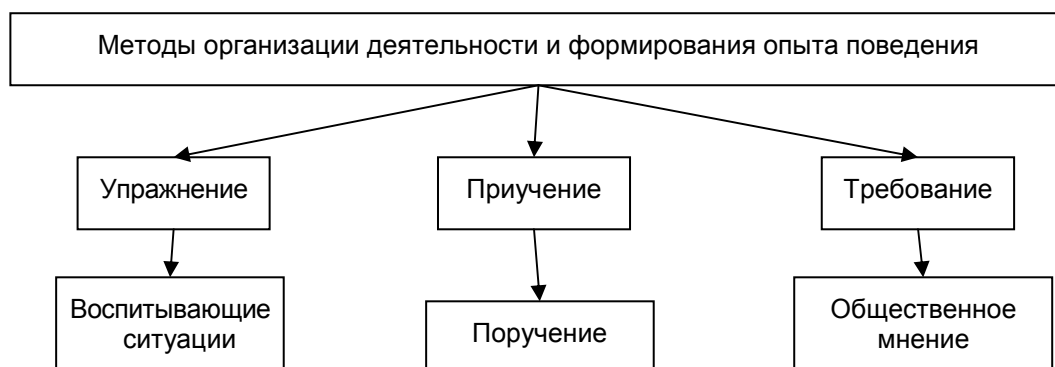 Методы организации деятельности и формирования опыта поведения
Упражнение
Приучение
Требование
Воспитывающие
ситуации
Поручение
Общественное
мнение